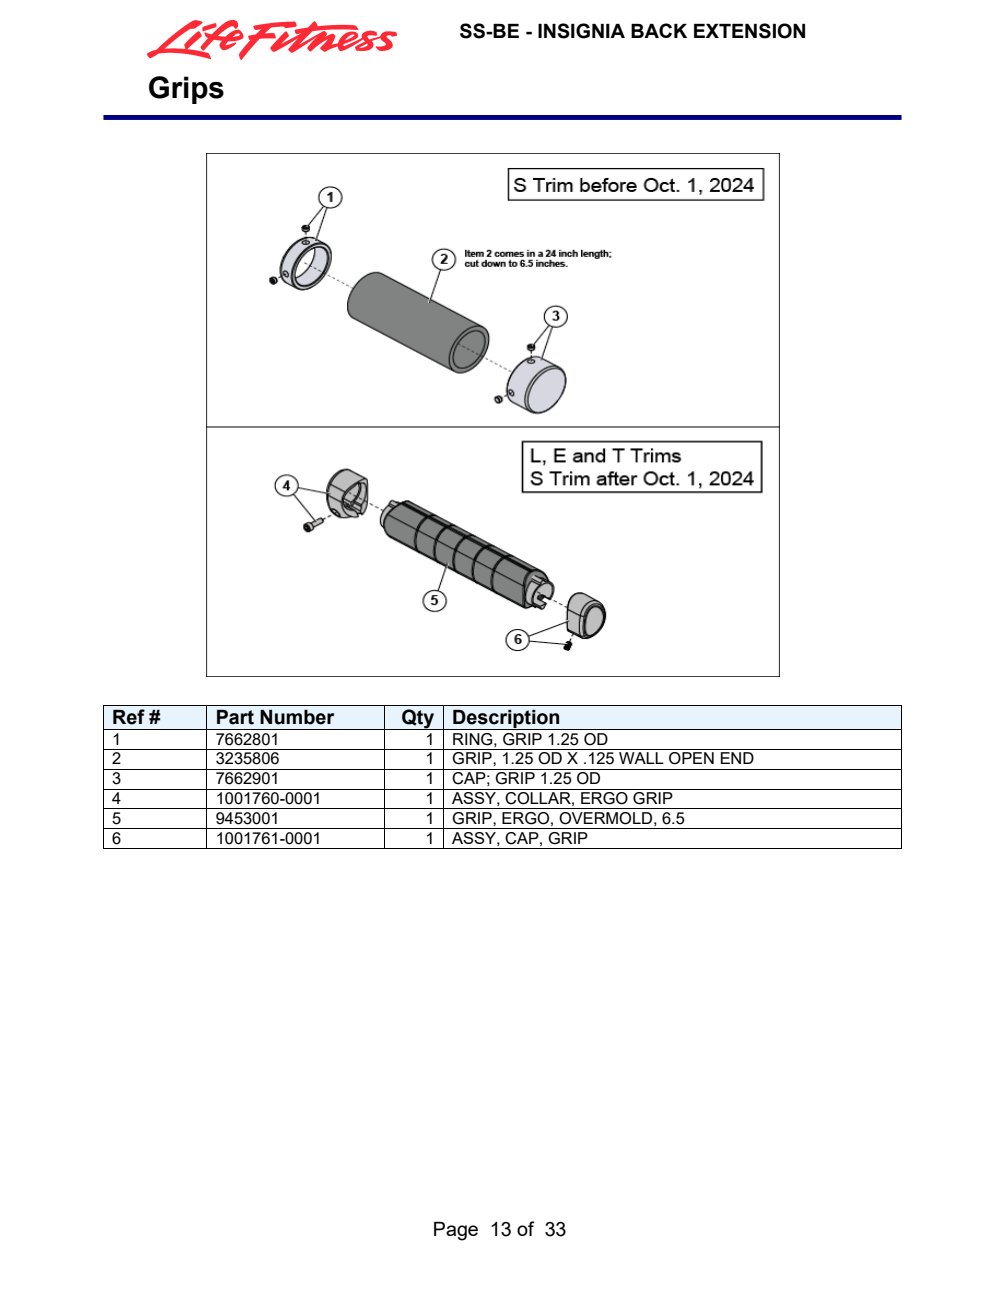 Life Fitness
SS-BE - INSIGNIA BACK EXTENSION
Grips
S Trim before Oct. 1, 2024
1
2
Item 2 comes in a 24 inch length;
cut down to 6.5 inches.
3
L, E and T Trims
S Trim after Oct. 1, 2024
4
5
6
Ref # Part Number Qty Description
1 7662801 1 RING, GRIP 1.25 OD
2 3235806 1 GRIP, 1.25 OD X .125 WALL OPEN END
3 7662901 1 CAP; GRIP 1.25 OD
4 1001760-0001 1 ASSY, COLLAR, ERGO GRIP
5 9453001 1 GRIP, ERGO, OVERMOLD, 6.5
6 1001761-0001 1 ASSY, CAP, GRIP
Page 13 of 33